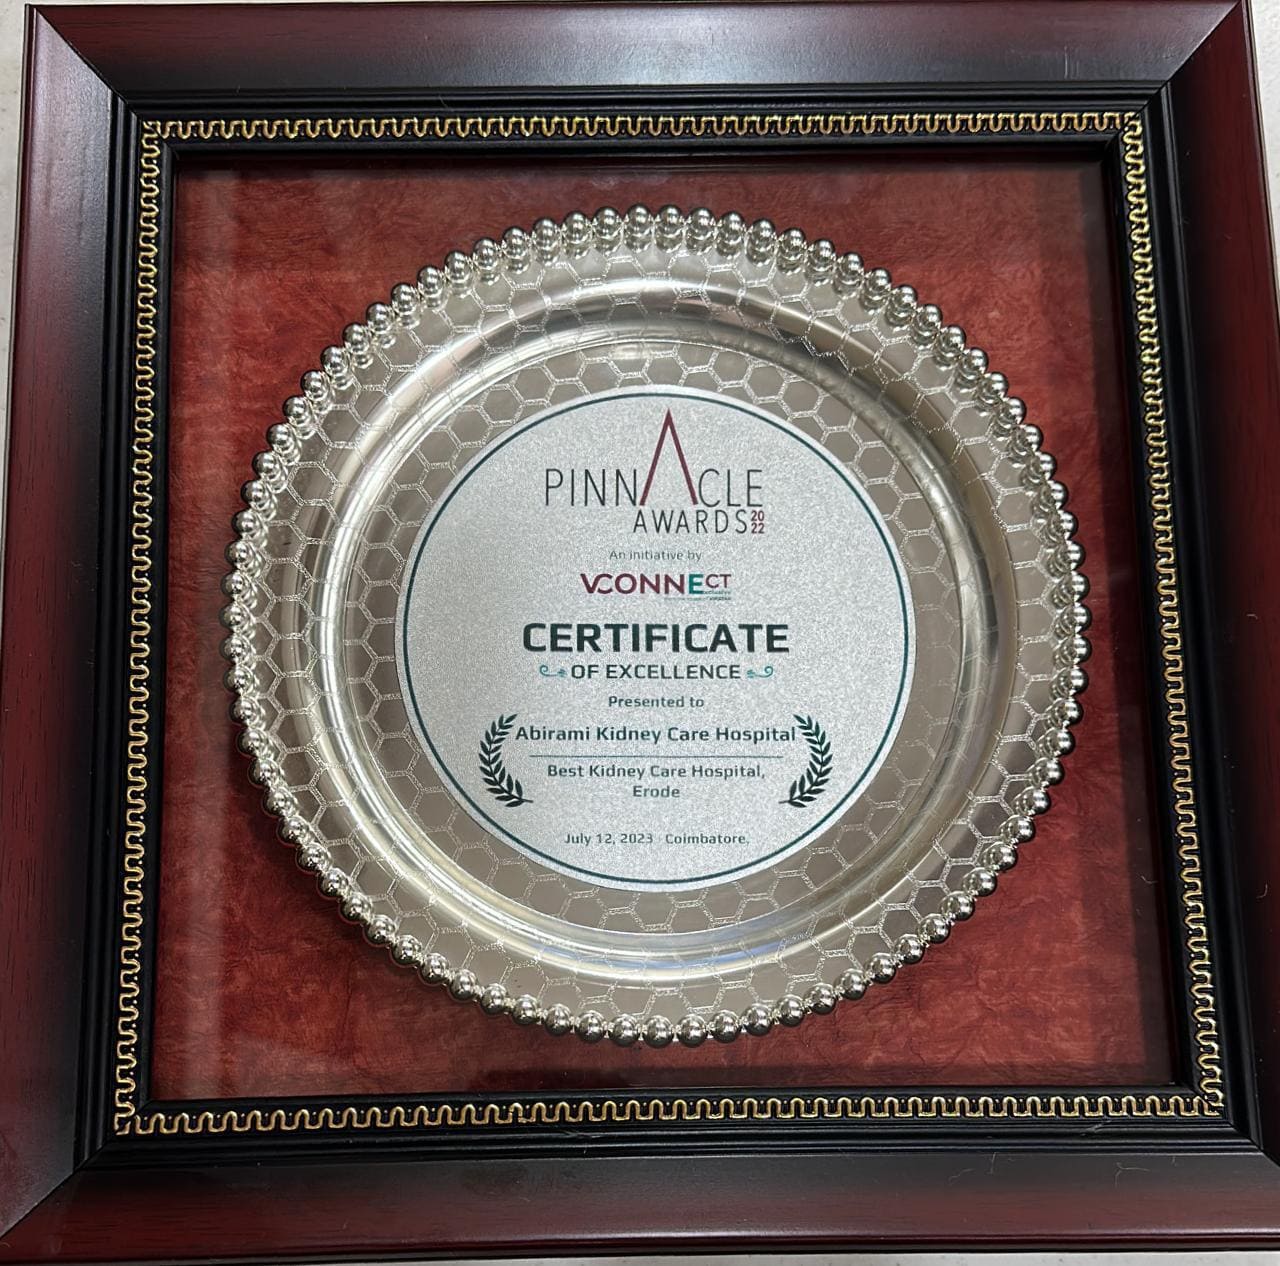 PINNACLE
AWARDS 2022
An initiative by
VCONNECT
CERTIFICATE
OF EXCELLENCE
Presented to
Abirami Kidney Care Hospital
Best Kidney Care Hospital,
Erode
July 12, 2023 - Coimbatore.